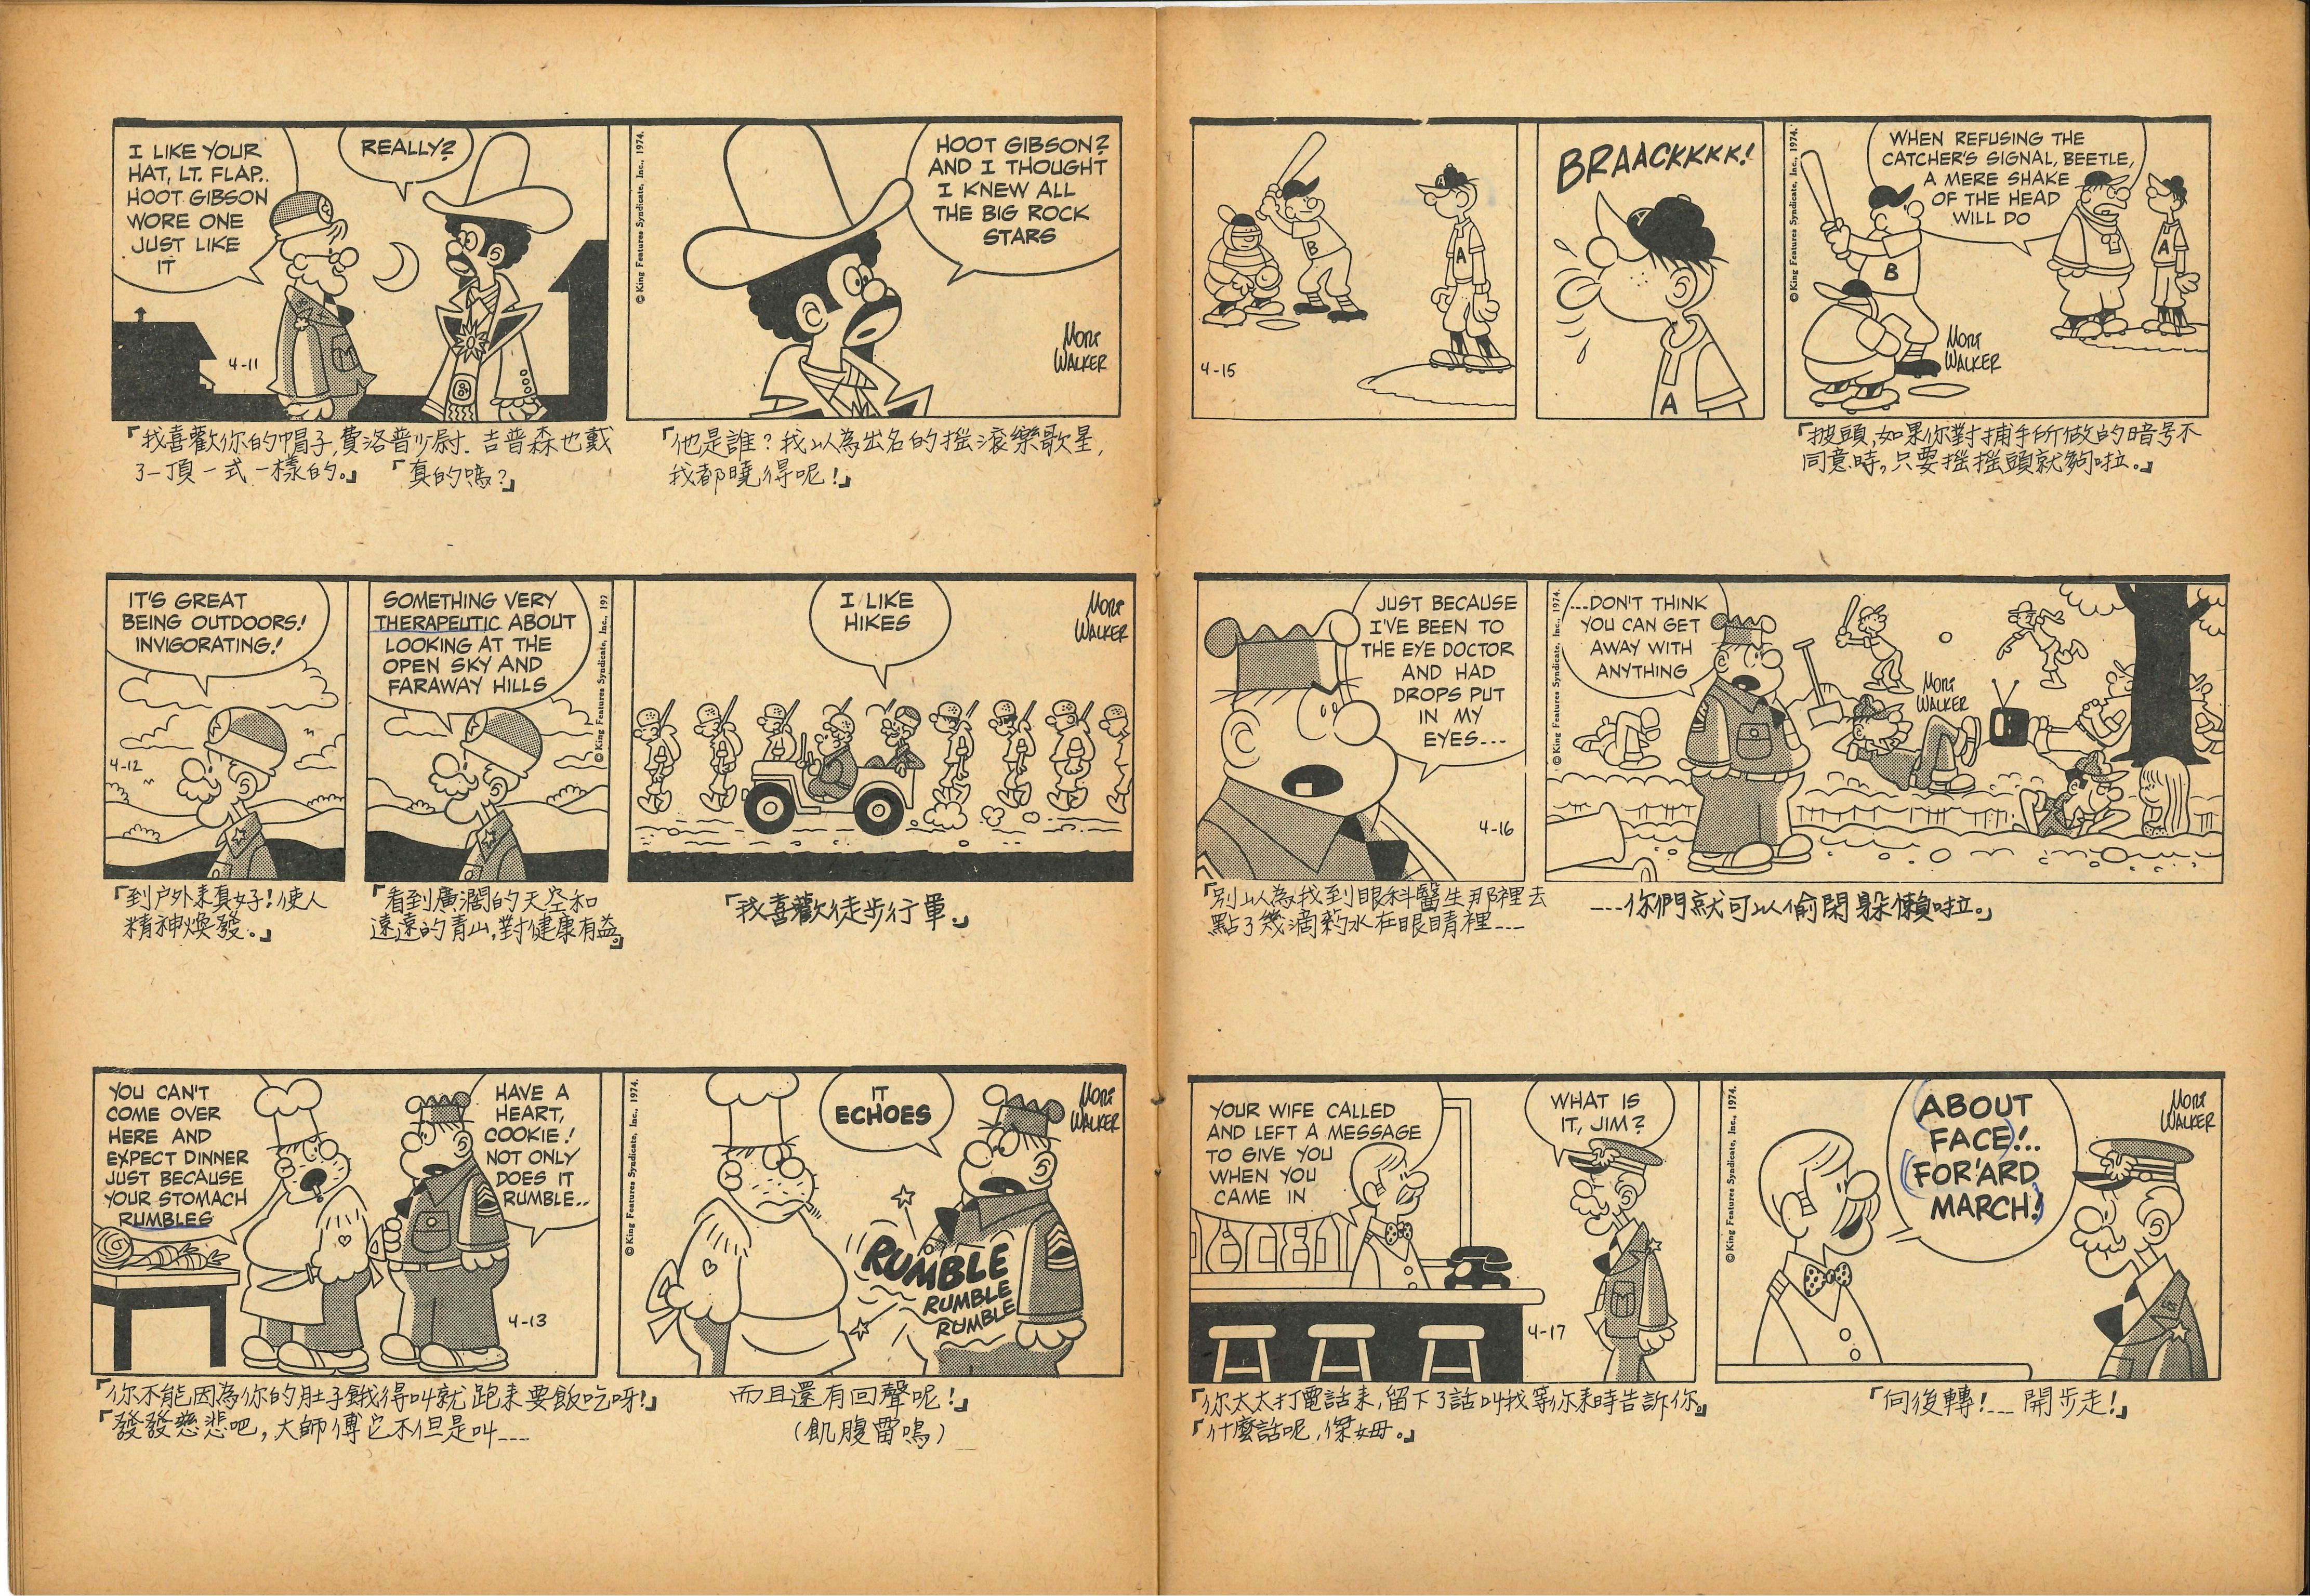 I LIKE YOUR
HAT, LT. FLAP..
HOOT GIBSON
WORE ONE
JUST LIKE
IT
REALLY?
4-11
© King Features Syndicate, Inc., 1974.
HOOT GIBSON?
AND I THOUGHT
I KNEW ALL
THE BIG ROCK
STARS
MORT
WALKER
「我喜歡你的帽子,費洛普少尉.吉普森也戴
了一頂一式一樣的。」「真的嗎?」
「他是誰?我以為出名的搖滾樂歌星,
我都曉得呢!」
IT'S GREAT
BEING OUTDOORS!
INVIGORATING!
4-12
SOMETHING VERY
THERAPEUTIC ABOUT
LOOKING AT THE
OPEN SKY AND
FARAWAY HILLS
© King Features Syndicate, Inc., 197
I LIKE
HIKES
MORT
WALKER
「到户外来真好!使人
精神煥發。」
「看到廣濶的天空和
遠遠的青山,對健康有益。」
「我喜歡徒步行軍。」
YOU CAN'T
COME OVER
HERE AND
EXPECT DINNER
JUST BECAUSE
YOUR STOMACH
RUMBLES
HAVE A
HEART,
COOKIE!
NOT ONLY
DOES IT
RUMBLE..
4-13
© King Features Syndicate, Inc., 1974.
IT
ECHOES
RUMBLE
RUMBLE
RUMBLE
MORT
WALKER
「你不能因為你的肚子餓得叫就跑来要飯吃呀!」
「發發慈悲吧,大師傅它不但是叫---
而且還有回聲呢!」
(飢腹雷鳴)
A
B
4-15
BRAACKKKK!
A
A
© King Features Syndicate, Inc., 1974.
WHEN REFUSING THE
CATCHER'S SIGNAL, BEETLE,
A MERE SHAKE
OF THE HEAD
WILL DO
B
A
MORT
WALKER
「披頭,如果你對捕手所做的暗号不
同意時,只要搖搖頭就夠啦。」
JUST BECAUSE
I'VE BEEN TO
THE EYE DOCTOR
AND HAD
DROPS PUT
IN MY
EYES---
4-16
© King Features Syndicate, Inc., 1974.
---DON'T THINK
YOU CAN GET
AWAY WITH
ANYTHING
MORT
WALKER
「别以為我到眼科醫生那裡去
點了幾滴葯水在眼睛裡---
---你們就可以偷閑躲懶啦。」
YOUR WIFE CALLED
AND LEFT A MESSAGE
TO GIVE YOU
WHEN YOU
CAME IN
WHAT IS
IT, JIM?
4-17
© King Features Syndicate, Inc., 1974.
ABOUT
FACE!..
FOR'ARD
MARCH!
MORT
WALKER
「你太太打電話来,留下了話叫我等你来時告訴你。」
「什麼話呢,傑姆。」
「向後轉!--- 開步走!」